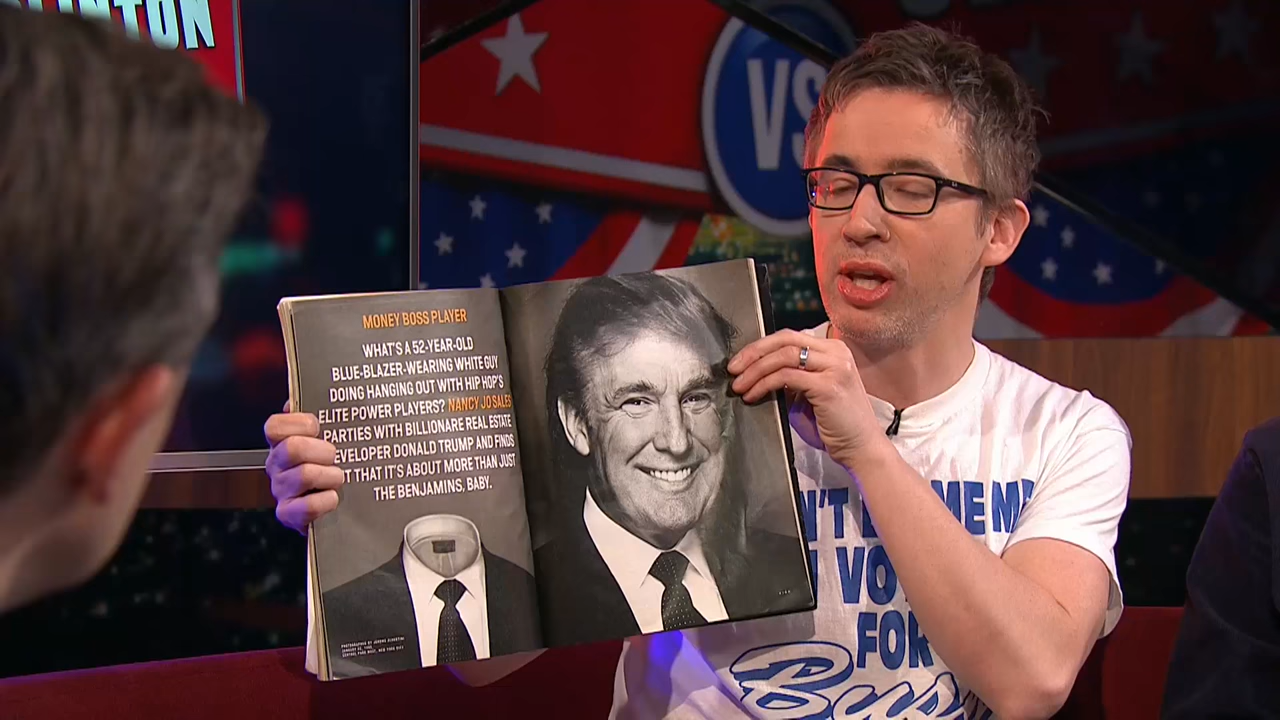 LINTON
VS
MONEY BOSS PLAYER
WHAT'S A 52-YEAR-OLD
BLUE-BLAZER-WEARING WHITE GUY
DOING HANGING OUT WITH HIP HOP'S
ELITE POWER PLAYERS? NANCY JO SALES
PARTIES WITH BILLIONARE REAL ESTATE
EVELOPER DONALD TRUMP AND FINDS
T THAT IT'S ABOUT MORE THAN JUST
THE BENJAMINS, BABY.
N'T ME M
VO
FOR